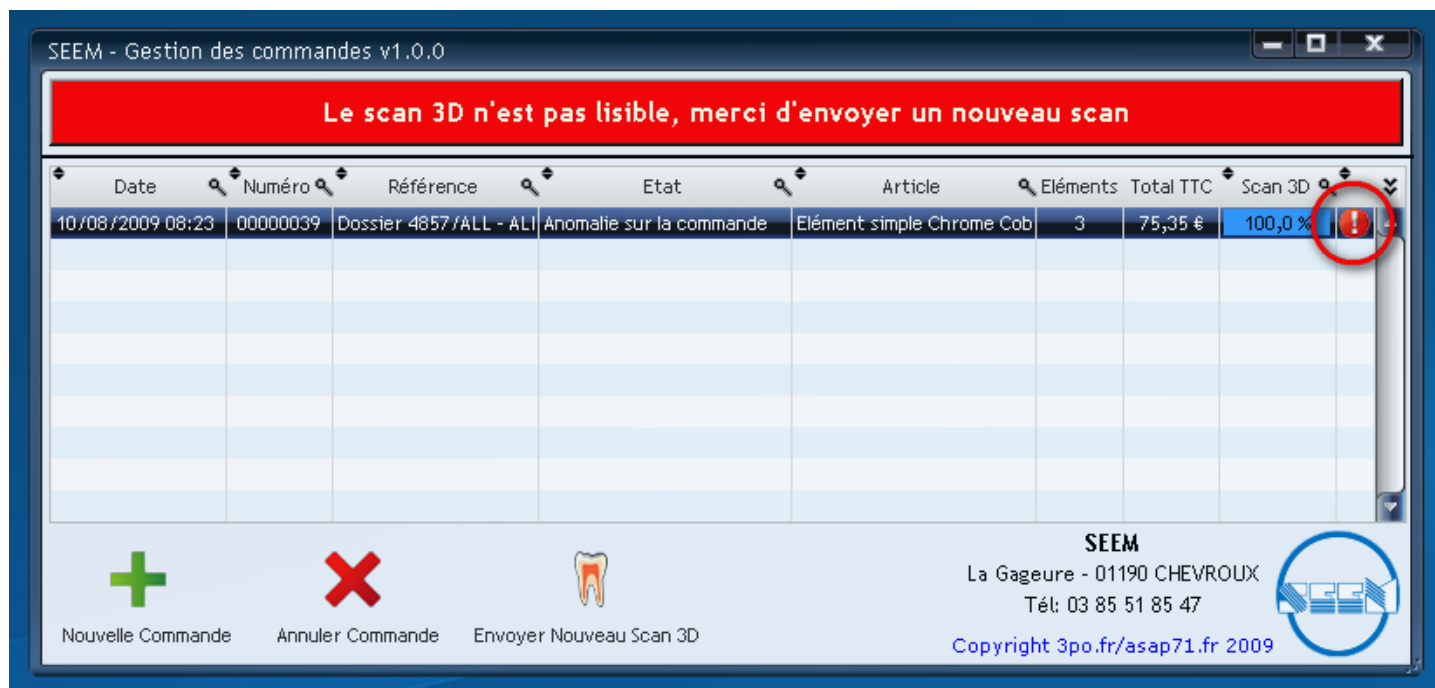 SEEM - Gestion des commandes v1.0.0
Le scan 3D n'est pas lisible, merci d'envoyer un nouveau scan
Date Numéro Référence Etat Article Eléments Total TTC Scan 3D
10/08/2009 08:23 00000039 Dossier 4857/ALL - ALI Anomalie sur la commande Elément simple Chrome Cob 3 75,35 € 100,0 %
SEEM
La Gageure - 01190 CHEVROUX
Tél: 03 85 51 85 47
SEEM
Nouvelle Commande Annuler Commande Envoyer Nouveau Scan 3D
Copyright 3po.fr/asap71.fr 2009